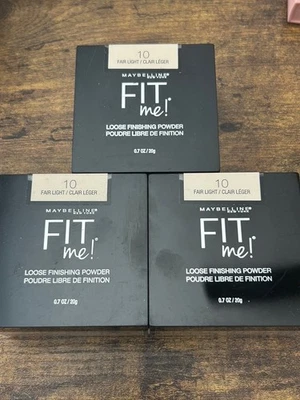 10
FAIR LIGHT / CLAIR LÉGER
MAYBELLINE
NEW YORK
FIT
me!
LOOSE FINISHING POWDER
POUDRE LIBRE DE FINITION
0.7 OZ/20g
10
FAIR LIGHT / CLAIR LÉGER
MAYBELLINE
NEW YORK
FIT
me!
LOOSE FINISHING POWDER
POUDRE LIBRE DE FINITION
0.7 OZ/20g
10
FAIR LIGHT / CLAIR LÉGER
MAYBELLINE
NEW YORK
FIT
me!
LOOSE FINISHING POWDER
POUDRE LIBRE DE FINITION
0.7 OZ/20g